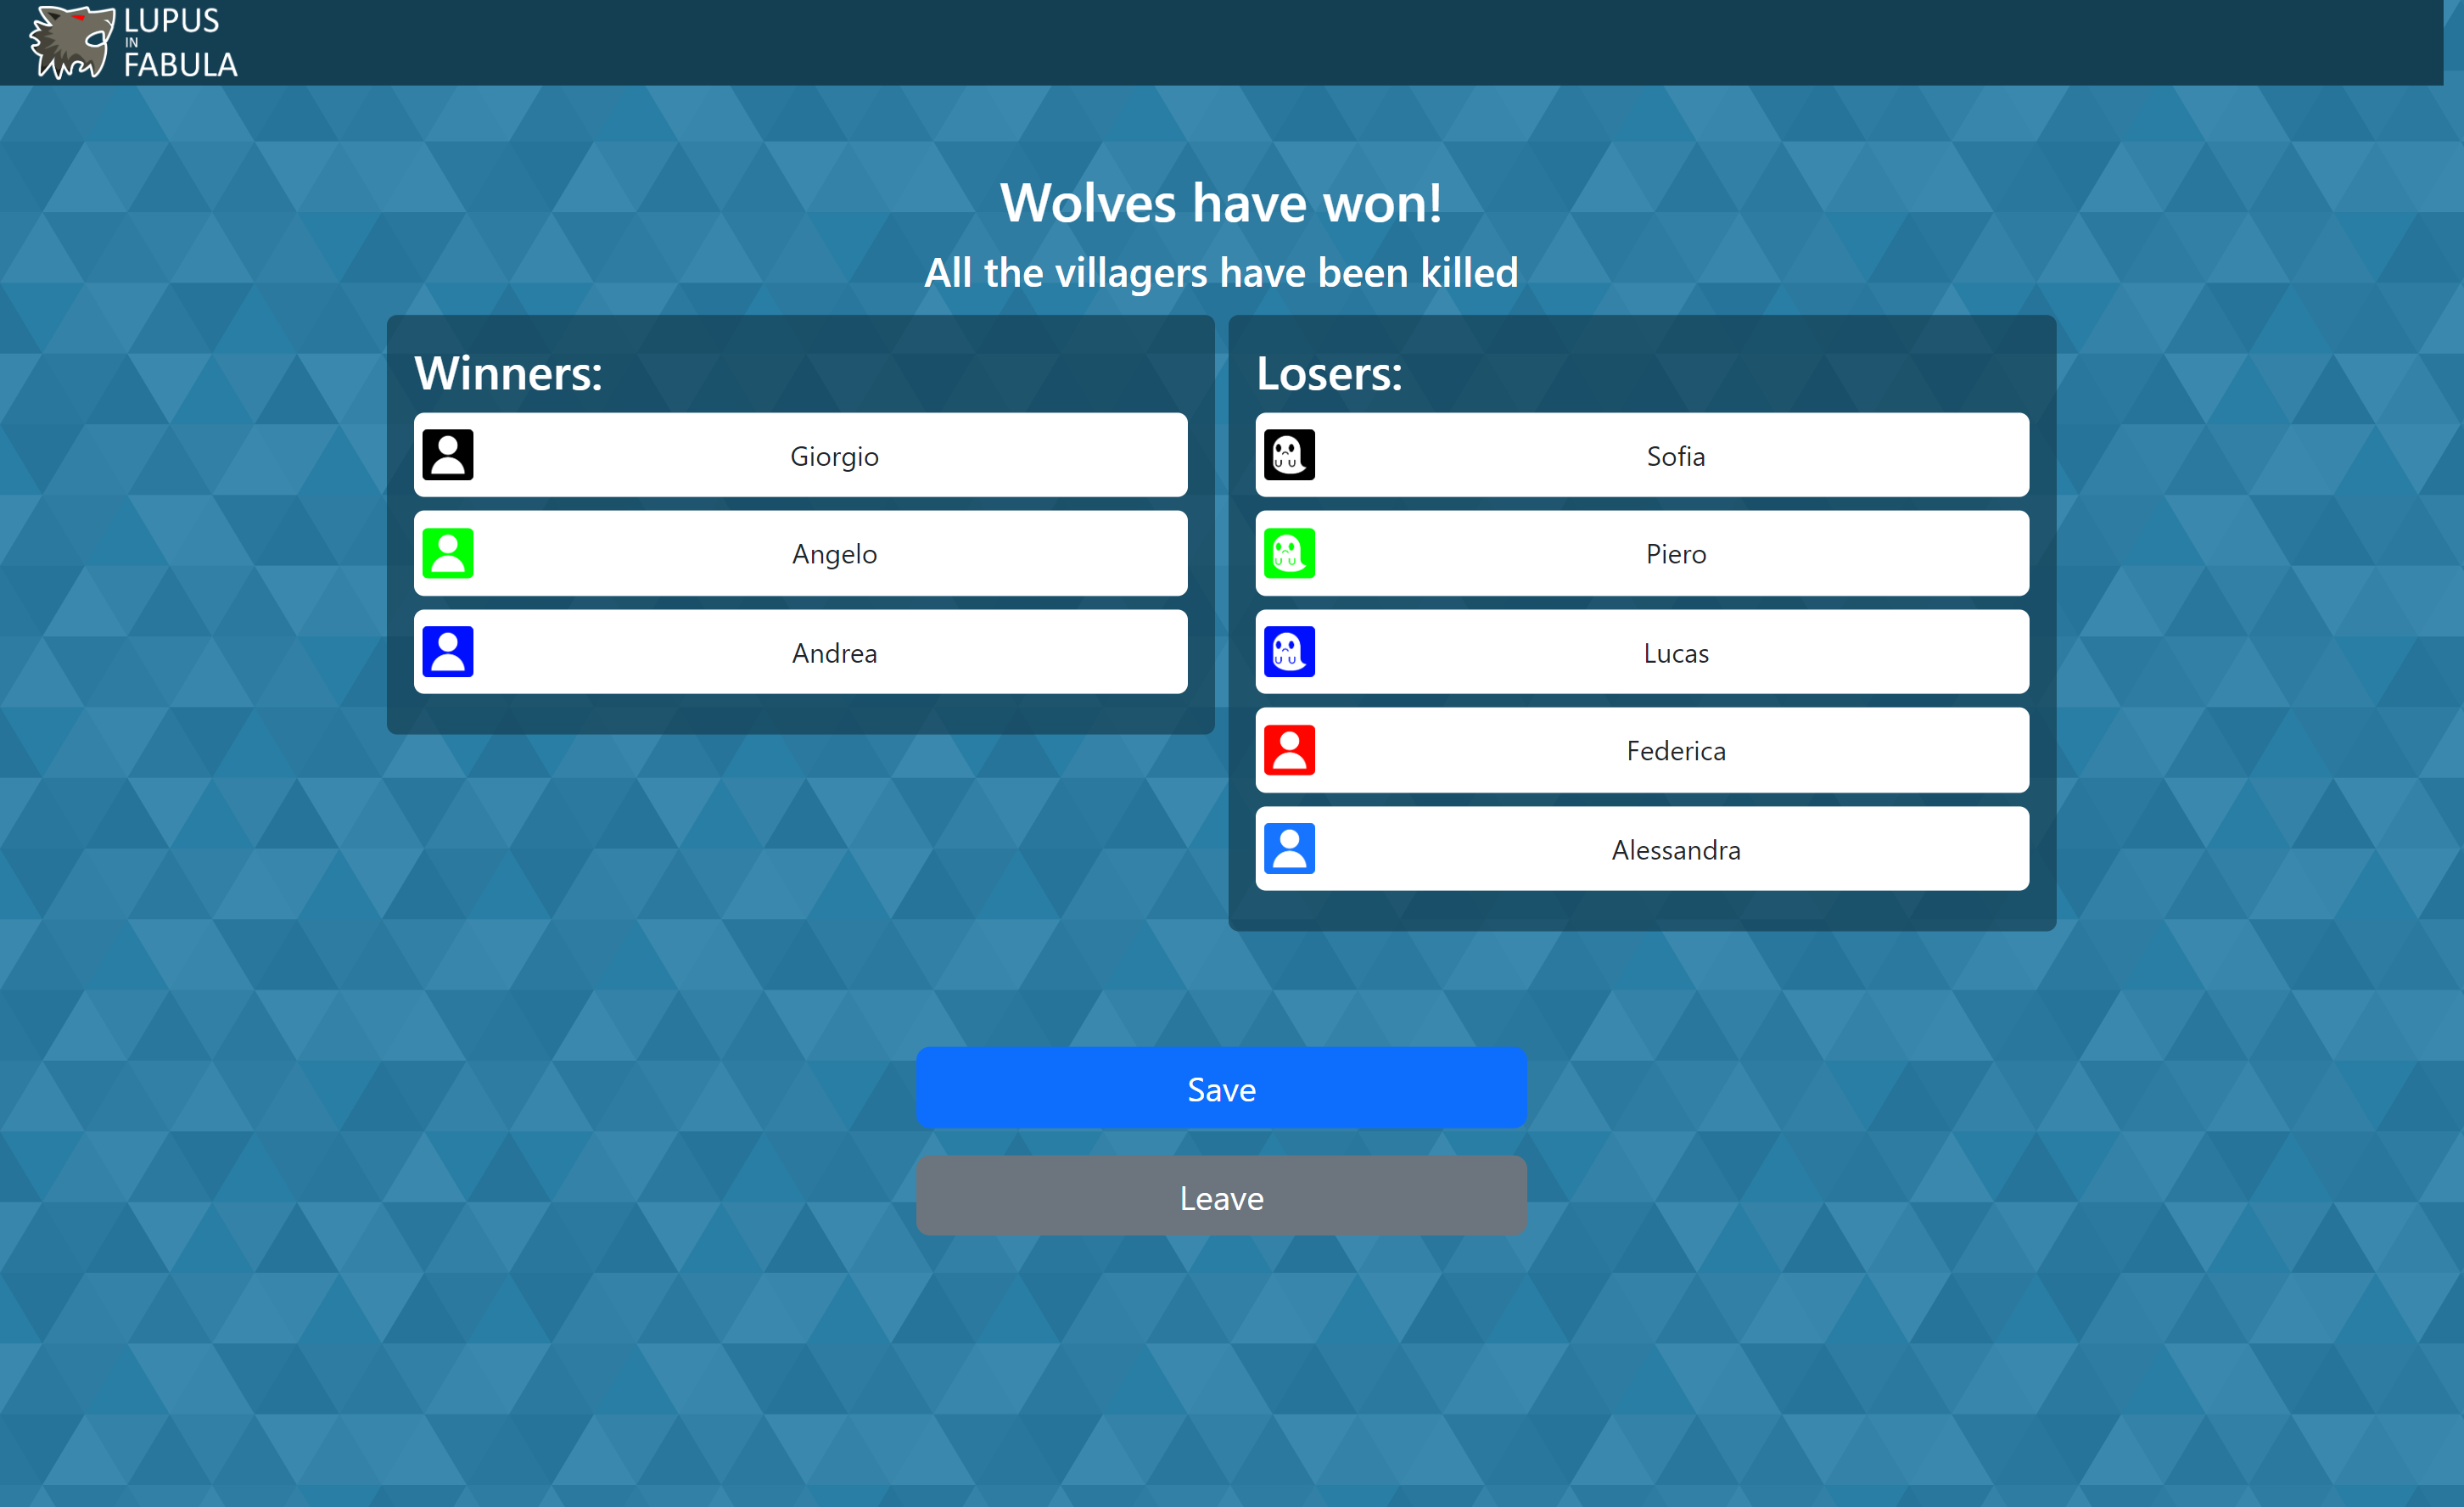 LUPUS
IN
FABULA
Wolves have won!
All the villagers have been killed
Winners:
Giorgio
Angelo
Andrea
Losers:
Sofia
Piero
Lucas
Federica
Alessandra
Save
Leave